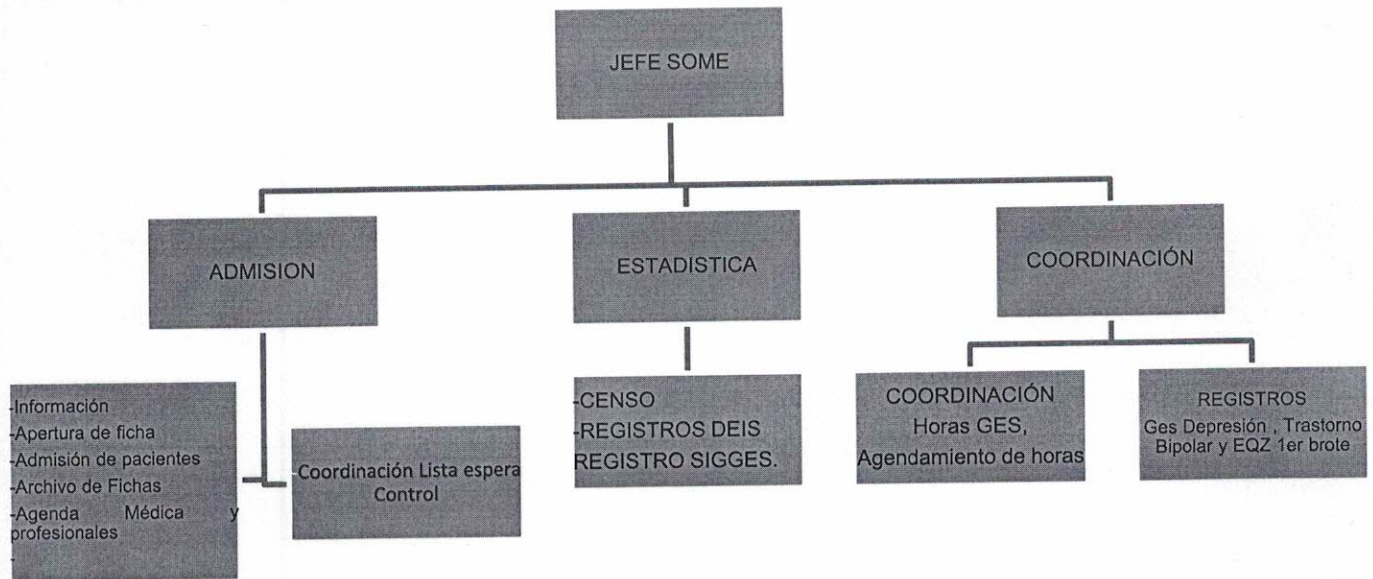 JEFE SOME
ADMISION
ESTADISTICA
COORDINACIÓN
-Información
-Apertura de ficha
-Admisión de pacientes
-Archivo de Fichas
-Agenda Médica y
profesionales
-
-Coordinación Lista espera
Control
-CENSO
-REGISTROS DEIS
REGISTRO SIGGES.
COORDINACIÓN
Horas GES,
Agendamiento de horas
REGISTROS
Ges Depresión , Trastorno
Bipolar y EQZ 1er brote